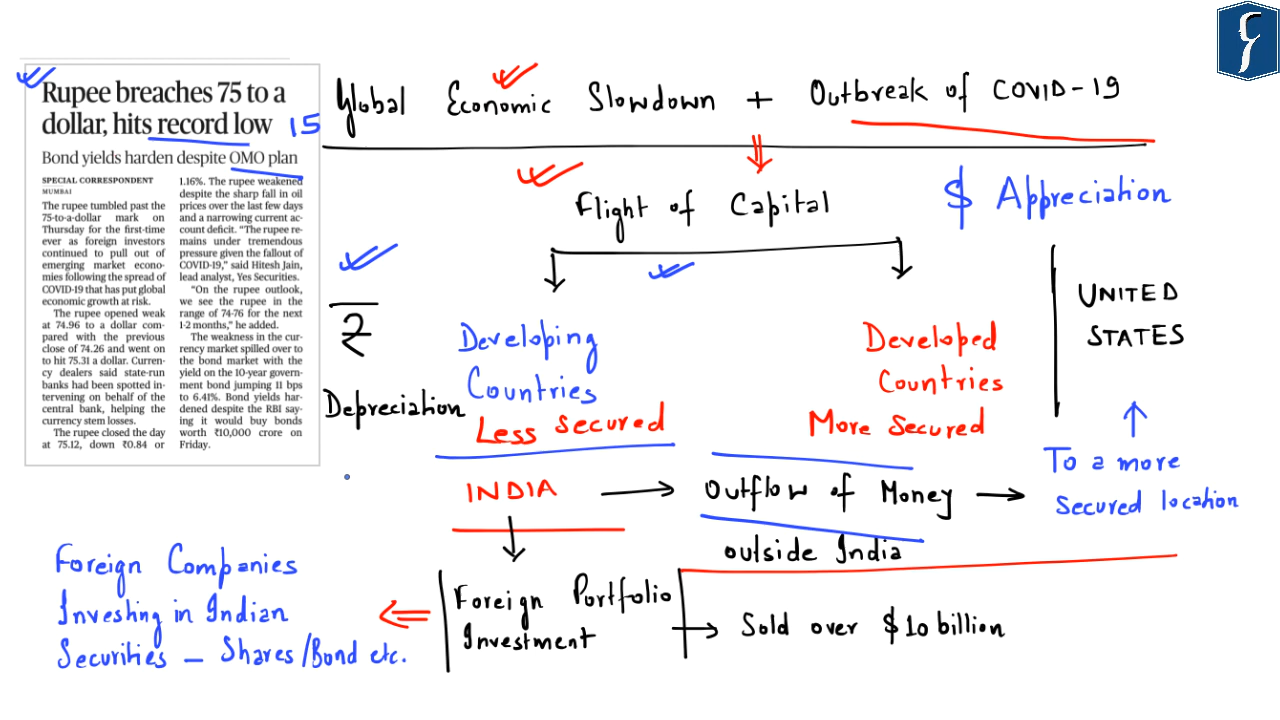 Rupee breaches 75 to a
dollar, hits record low
15
Bond yields harden despite OMO plan
SPECIAL CORRESPONDENT
MUMBAI
The rupee tumbled past the
75-to-a-dollar mark on
Thursday for the first-time
ever as foreign investors
continued to pull out of
emerging market econo-
mies following the spread of
COVID-19 that has put global
economic growth at risk.
The rupee opened weak
at 74.96 to a dollar com-
pared with the previous
close of 74.26 and went on
to hit 75.31 a dollar. Curren-
cy dealers said state-run
banks had been spotted in-
tervening on behalf of the
central bank, helping the
currency stem losses.
The rupee closed the day
at 75.12, down ₹0.84 or
1.16%. The rupee weakened
despite the sharp fall in oil
prices over the last few days
and a narrowing current ac-
count deficit. “The rupee re-
mains under tremendous
pressure given the fallout of
COVID-19,” said Hitesh Jain,
lead analyst, Yes Securities.
“On the rupee outlook,
we see the rupee in the
range of 74-76 for the next
1-2 months,” he added.
The weakness in the cur-
rency market spilled over to
the bond market with the
yield on the 10-year govern-
ment bond jumping 11 bps
to 6.41%. Bond yields har-
dened despite the RBI say-
ing it would buy bonds
worth ₹10,000 crore on
Friday.
Global Economic Slowdown + Outbreak of COVID-19
Flight of Capital
$ Appreciation
₹
Depreciation
Developing
Countries
Less secured
Developed
Countries
More Secured
UNITED
STATES
To a more
Secured location
INDIA → Outflow of Money →
outside India
Foreign Portfolio
Investment
→ Sold over $10 billion
Foreign Companies
Investing in Indian
Securities – Shares/Bond etc.